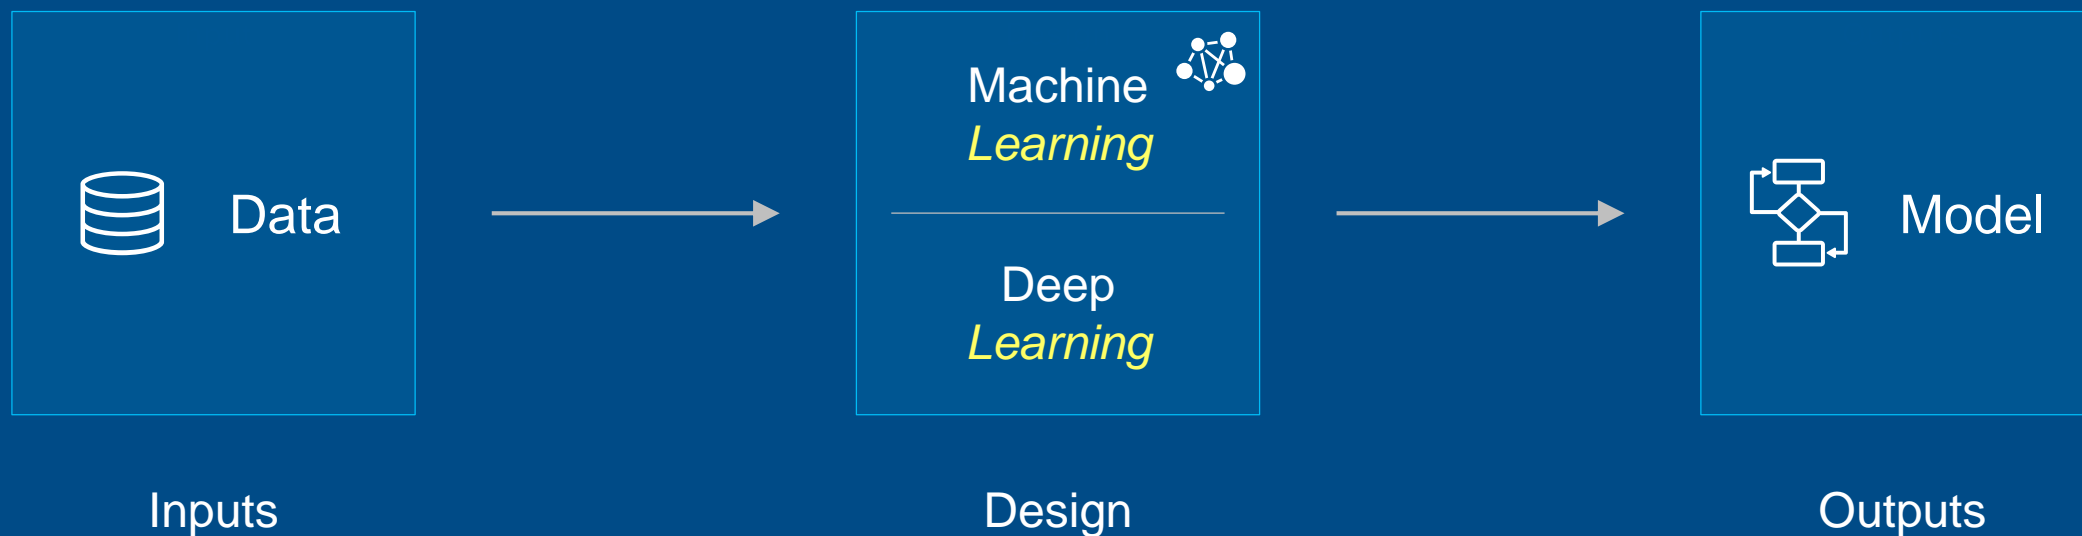 Data
Machine
Learning
Deep
Learning
Model
Inputs
Design
Outputs